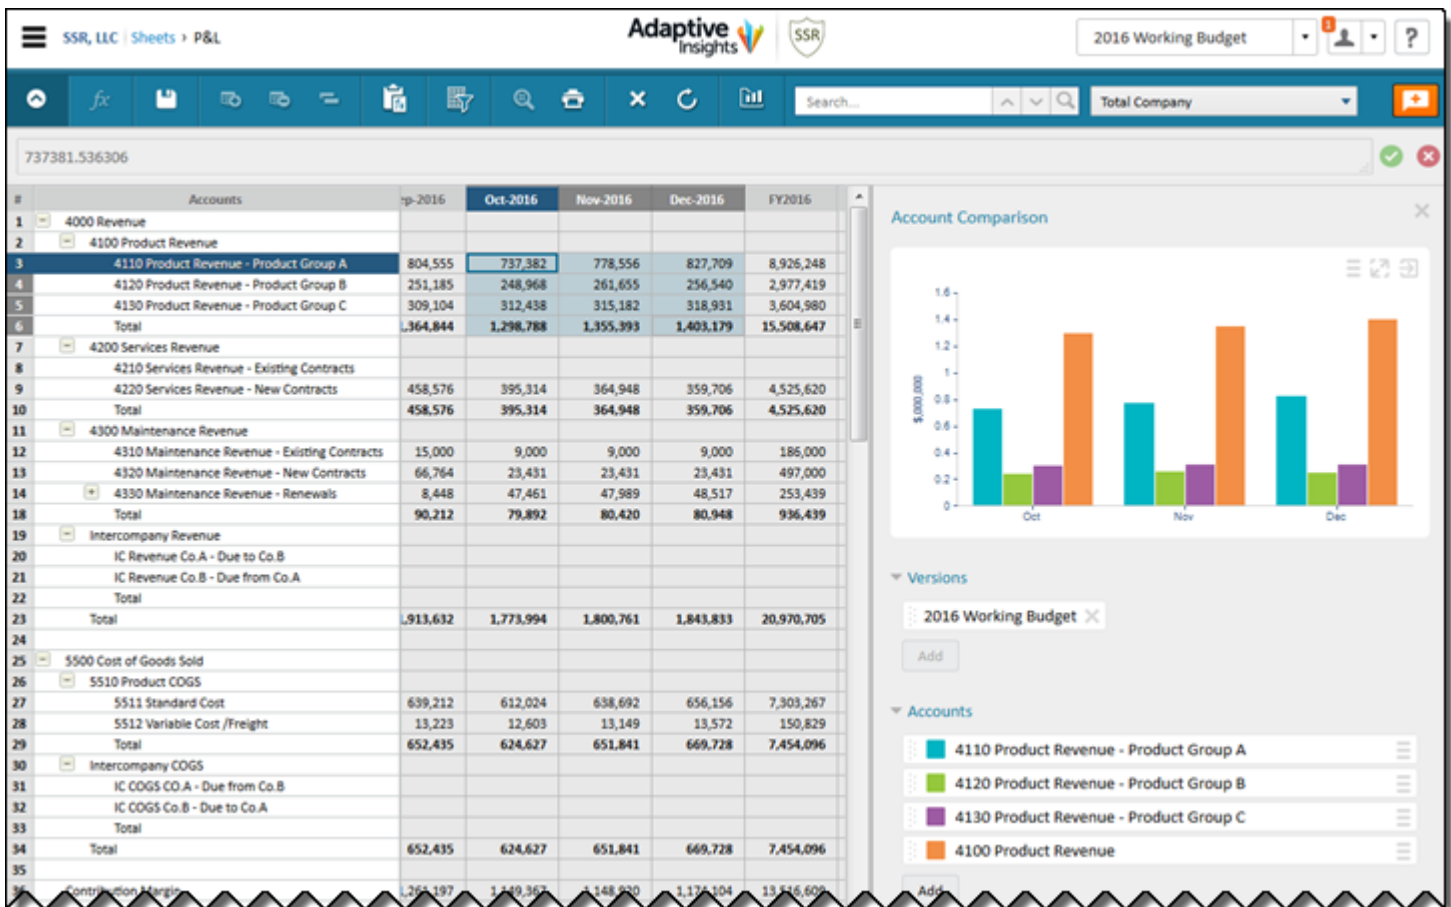 SSR, LLC | Sheets › P&L
Adaptive Insights
SSR
2016 Working Budget
1
?
fx
Search...
Total Company
737381.536306
# Accounts ep-2016 Oct-2016 Nov-2016 Dec-2016 FY2016
1 4000 Revenue
2 4100 Product Revenue
3 4110 Product Revenue - Product Group A 804,555 737,382 778,556 827,709 8,926,248
4 4120 Product Revenue - Product Group B 251,185 248,968 261,655 256,540 2,977,419
5 4130 Product Revenue - Product Group C 309,104 312,438 315,182 318,931 3,604,980
6 Total ,364,844 1,298,788 1,355,393 1,403,179 15,508,647
7 4200 Services Revenue
8 4210 Services Revenue - Existing Contracts
9 4220 Services Revenue - New Contracts 458,576 395,314 364,948 359,706 4,525,620
10 Total 458,576 395,314 364,948 359,706 4,525,620
11 4300 Maintenance Revenue
12 4310 Maintenance Revenue - Existing Contracts 15,000 9,000 9,000 9,000 186,000
13 4320 Maintenance Revenue - New Contracts 66,764 23,431 23,431 23,431 497,000
14 4330 Maintenance Revenue - Renewals 8,448 47,461 47,989 48,517 253,439
18 Total 90,212 79,892 80,420 80,948 936,439
19 Intercompany Revenue
20 IC Revenue Co.A - Due to Co.B
21 IC Revenue Co.B - Due from Co.A
22 Total
23 Total ,913,632 1,773,994 1,800,761 1,843,833 20,970,705
24
25 5500 Cost of Goods Sold
26 5510 Product COGS
27 5511 Standard Cost 639,212 612,024 638,692 656,156 7,303,267
28 5512 Variable Cost /Freight 13,223 12,603 13,149 13,572 150,829
29 Total 652,435 624,627 651,841 669,728 7,454,096
30 Intercompany COGS
31 IC COGS CO.A - Due from Co.B
32 IC COGS Co.B - Due to Co.A
33 Total
34 Total 652,435 624,627 651,841 669,728 7,454,096
35
Contribution Margin
Account Comparison
$,000,000
1.6
1.4
1.2
1
0.8
0.6
0.4
0.2
0
Oct Nov Dec
Versions
2016 Working Budget
Add
Accounts
4110 Product Revenue - Product Group A
4120 Product Revenue - Product Group B
4130 Product Revenue - Product Group C
4100 Product Revenue
Add